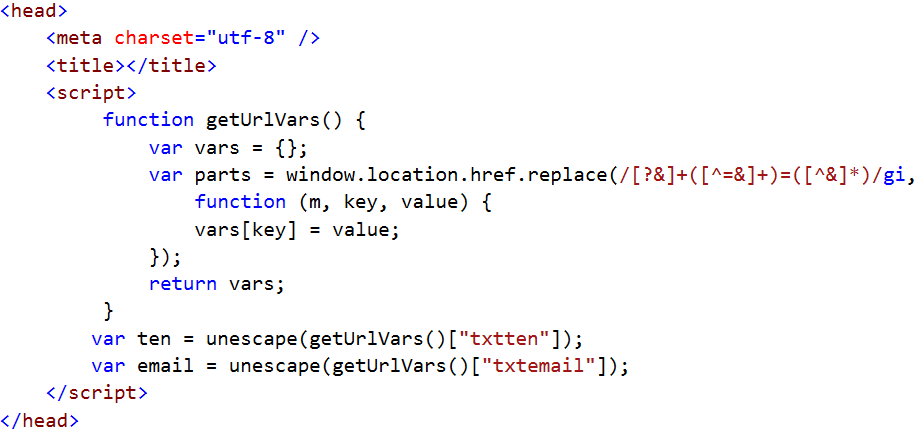 <head>
    <meta charset="utf-8" />
    <title></title>
    <script>
         function getUrlVars() {
             var vars = {};
             var parts = window.location.href.replace(/[?&]+([^=&]+)=([^&]*)/gi,
                 function (m, key, value) {
                 vars[key] = value;
             });
             return vars;
         }
        var ten = unescape(getUrlVars()["txtten"]);
        var email = unescape(getUrlVars()["txtemail"]);
    </script>
</head>